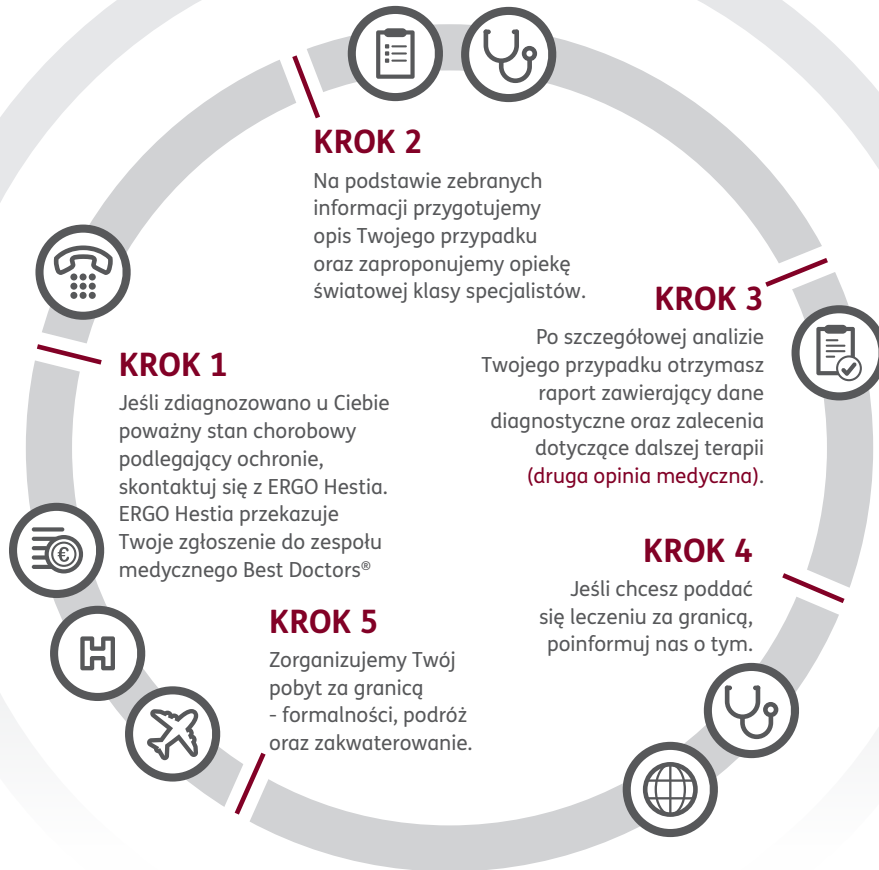 KROK 1
Jeśli zdiagnozowano u Ciebie
poważny stan chorobowy
podlegający ochronie,
skontaktuj się z ERGO Hestia.
ERGO Hestia przekazuje
Twoje zgłoszenie do zespołu
medycznego Best Doctors®
KROK 2
Na podstawie zebranych
informacji przygotujemy
opis Twojego przypadku
oraz zaproponujemy opiekę
światowej klasy specjalistów.
KROK 3
Po szczegółowej analizie
Twojego przypadku otrzymasz
raport zawierający dane
diagnostyczne oraz zalecenia
dotyczące dalszej terapii
(druga opinia medyczna).
KROK 4
Jeśli chcesz poddać
się leczeniu za granicą,
poinformuj nas o tym.
KROK 5
Zorganizujemy Twój
pobyt za granicą
- formalności, podróż
oraz zakwaterowanie.
€
H